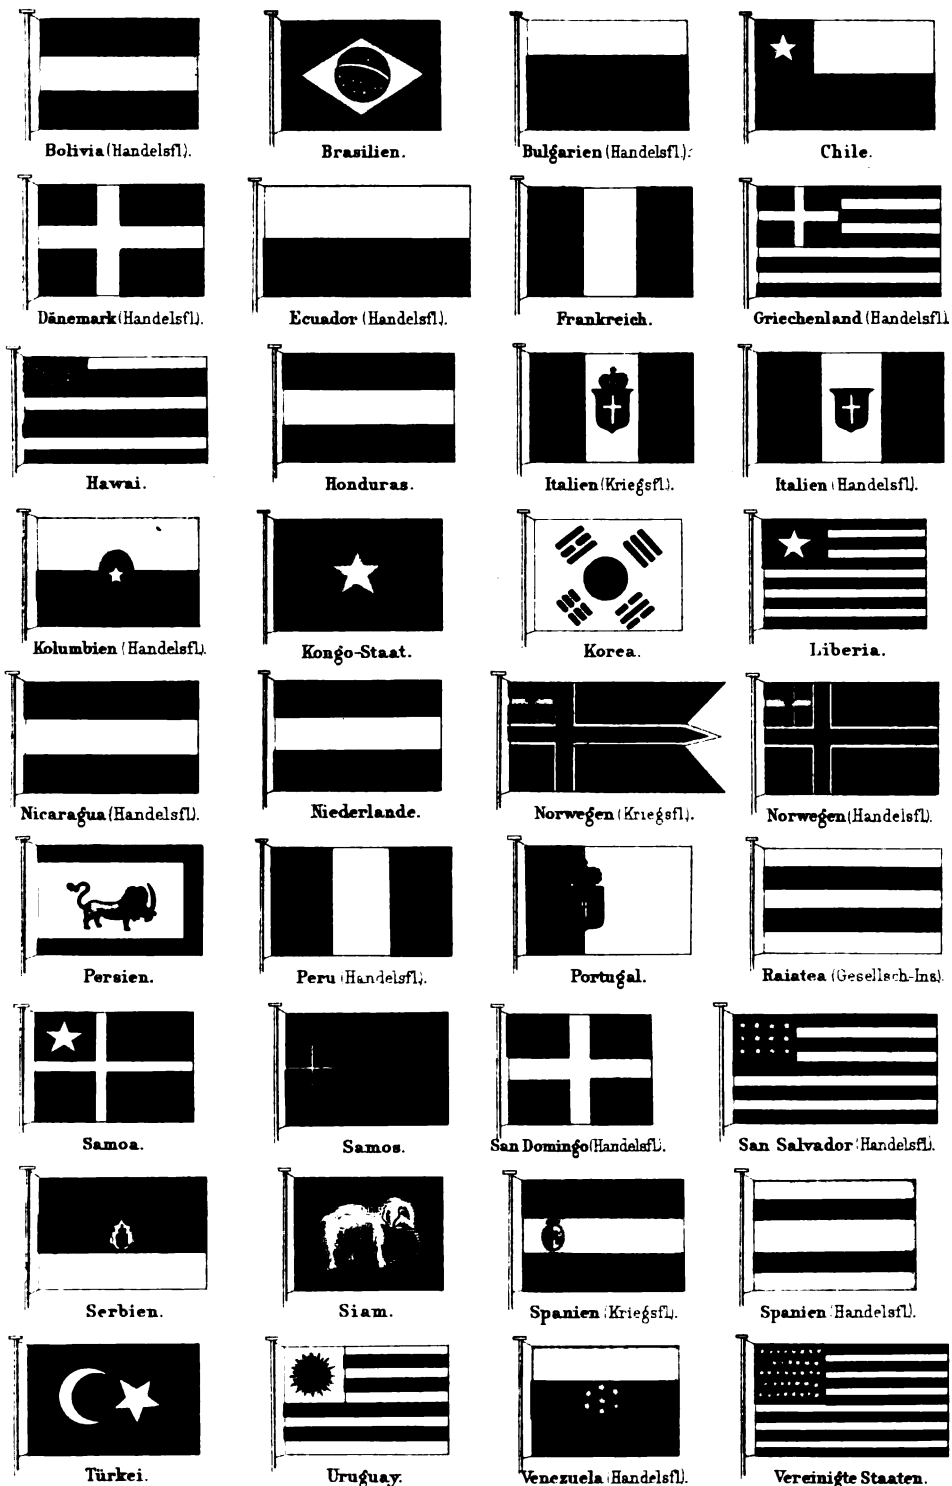 Bolivia (Handelsfl).
Brasilien.
Bulgarien (Handelsfl).
Chile.
Dänemark (Handelsfl).
Ecuador (Handelsfl).
Frankreich.
Griechenland (Handelsfl).
Hawai.
Honduras.
Italien (Kriegsfl).
Italien (Handelsfl).
Kolumbien (Handelsfl).
Kongo-Staat.
Korea.
Liberia.
Nicaragua (Handelsfl).
Niederlande.
Norwegen (Kriegsfl).
Norwegen (Handelsfl).
Persien.
Peru (Handelsfl).
Portugal.
Raiatea (Gesellsch-Ins).
Samoa.
Samos.
San Domingo (Handelsfl).
San Salvador (Handelsfl).
Serbien.
Siam.
Spanien (Kriegsfl).
Spanien (Handelsfl).
Türkei.
Uruguay.
Venezuela (Handelsfl).
Vereinigte Staaten.